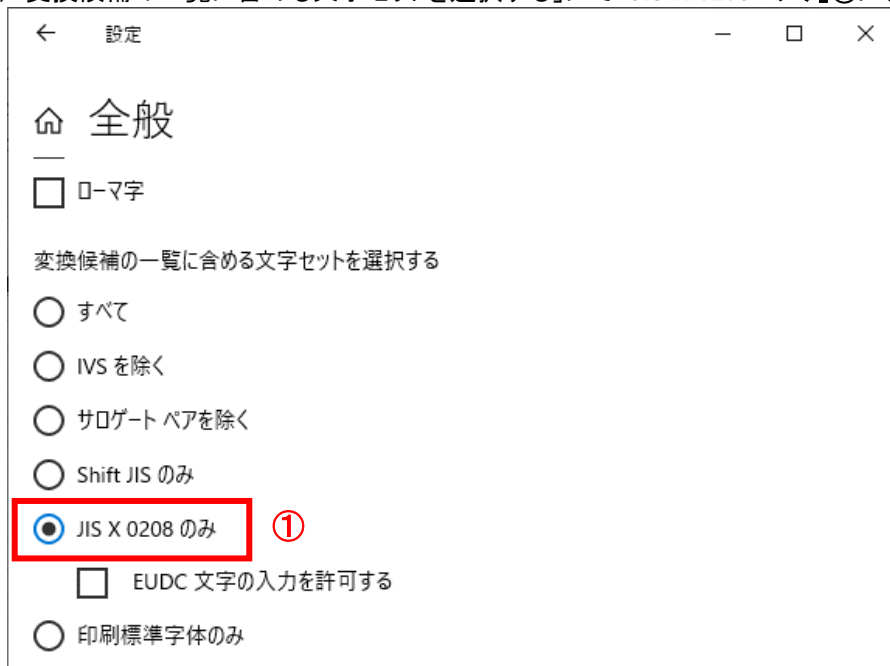 ← 設定
全般
ローマ字
変換候補の一覧に含める文字セットを選択する
すべて
IVS を除く
サロゲート ペアを除く
Shift JIS のみ
JIS X 0208 のみ ①
EUDC 文字の入力を許可する
印刷標準字体のみ